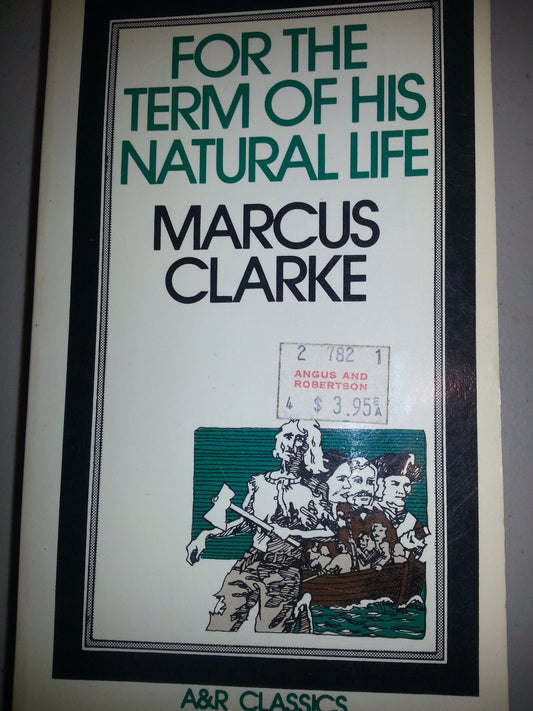 FOR THE
TERM OF HIS
NATURAL LIFE
MARCUS
CLARKE
2 782 1
ANGUS AND
ROBERTSON
4 $ 3.95 EA
A&R CLASSICS